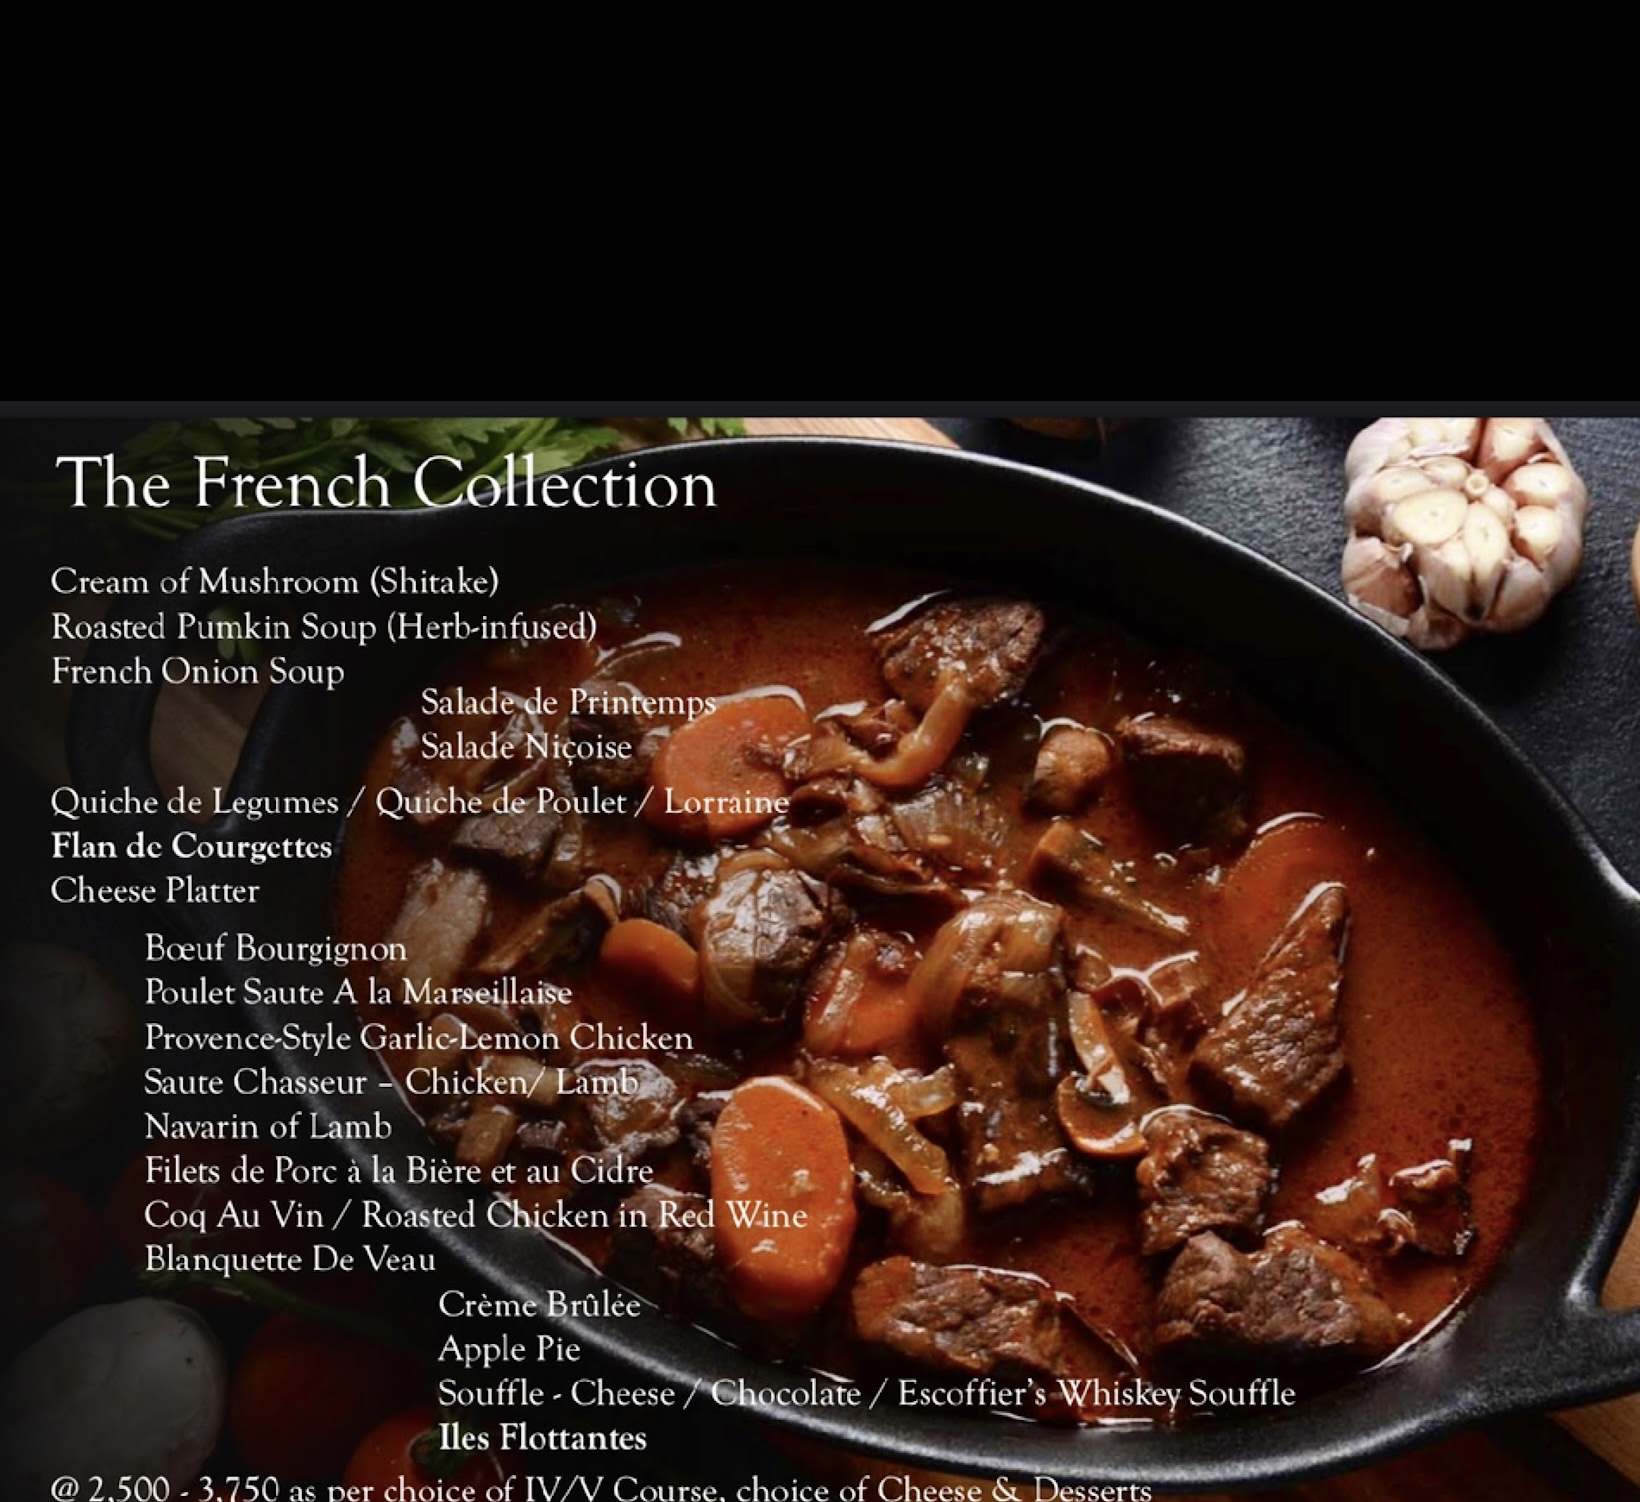 The French Collection
Cream of Mushroom (Shitake)
Roasted Pumkin Soup (Herb-infused)
French Onion Soup
Salade de Printemps
Salade Niçoise
Quiche de Legumes / Quiche de Poulet / Lorraine
Flan de Courgettes
Cheese Platter
Bœuf Bourgignon
Poulet Saute A la Marseillaise
Provence-Style Garlic-Lemon Chicken
Saute Chasseur – Chicken/ Lamb
Navarin of Lamb
Filets de Porc à la Bière et au Cidre
Coq Au Vin / Roasted Chicken in Red Wine
Blanquette De Veau
Crème Brûlée
Apple Pie
Souffle - Cheese / Chocolate / Escoffier's Whiskey Souffle
Iles Flottantes
@ 2,500 - 3,750 as per choice of IV/V Course, choice of Cheese & Desserts